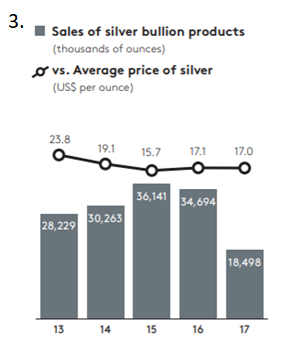 3.
Sales of silver bullion products
(thousands of ounces)
vs. Average price of silver
(US$ per ounce)
23.8 19.1 15.7 17.1 17.0
28,229 30,263 36,141 34,694 18,498
13 14 15 16 17